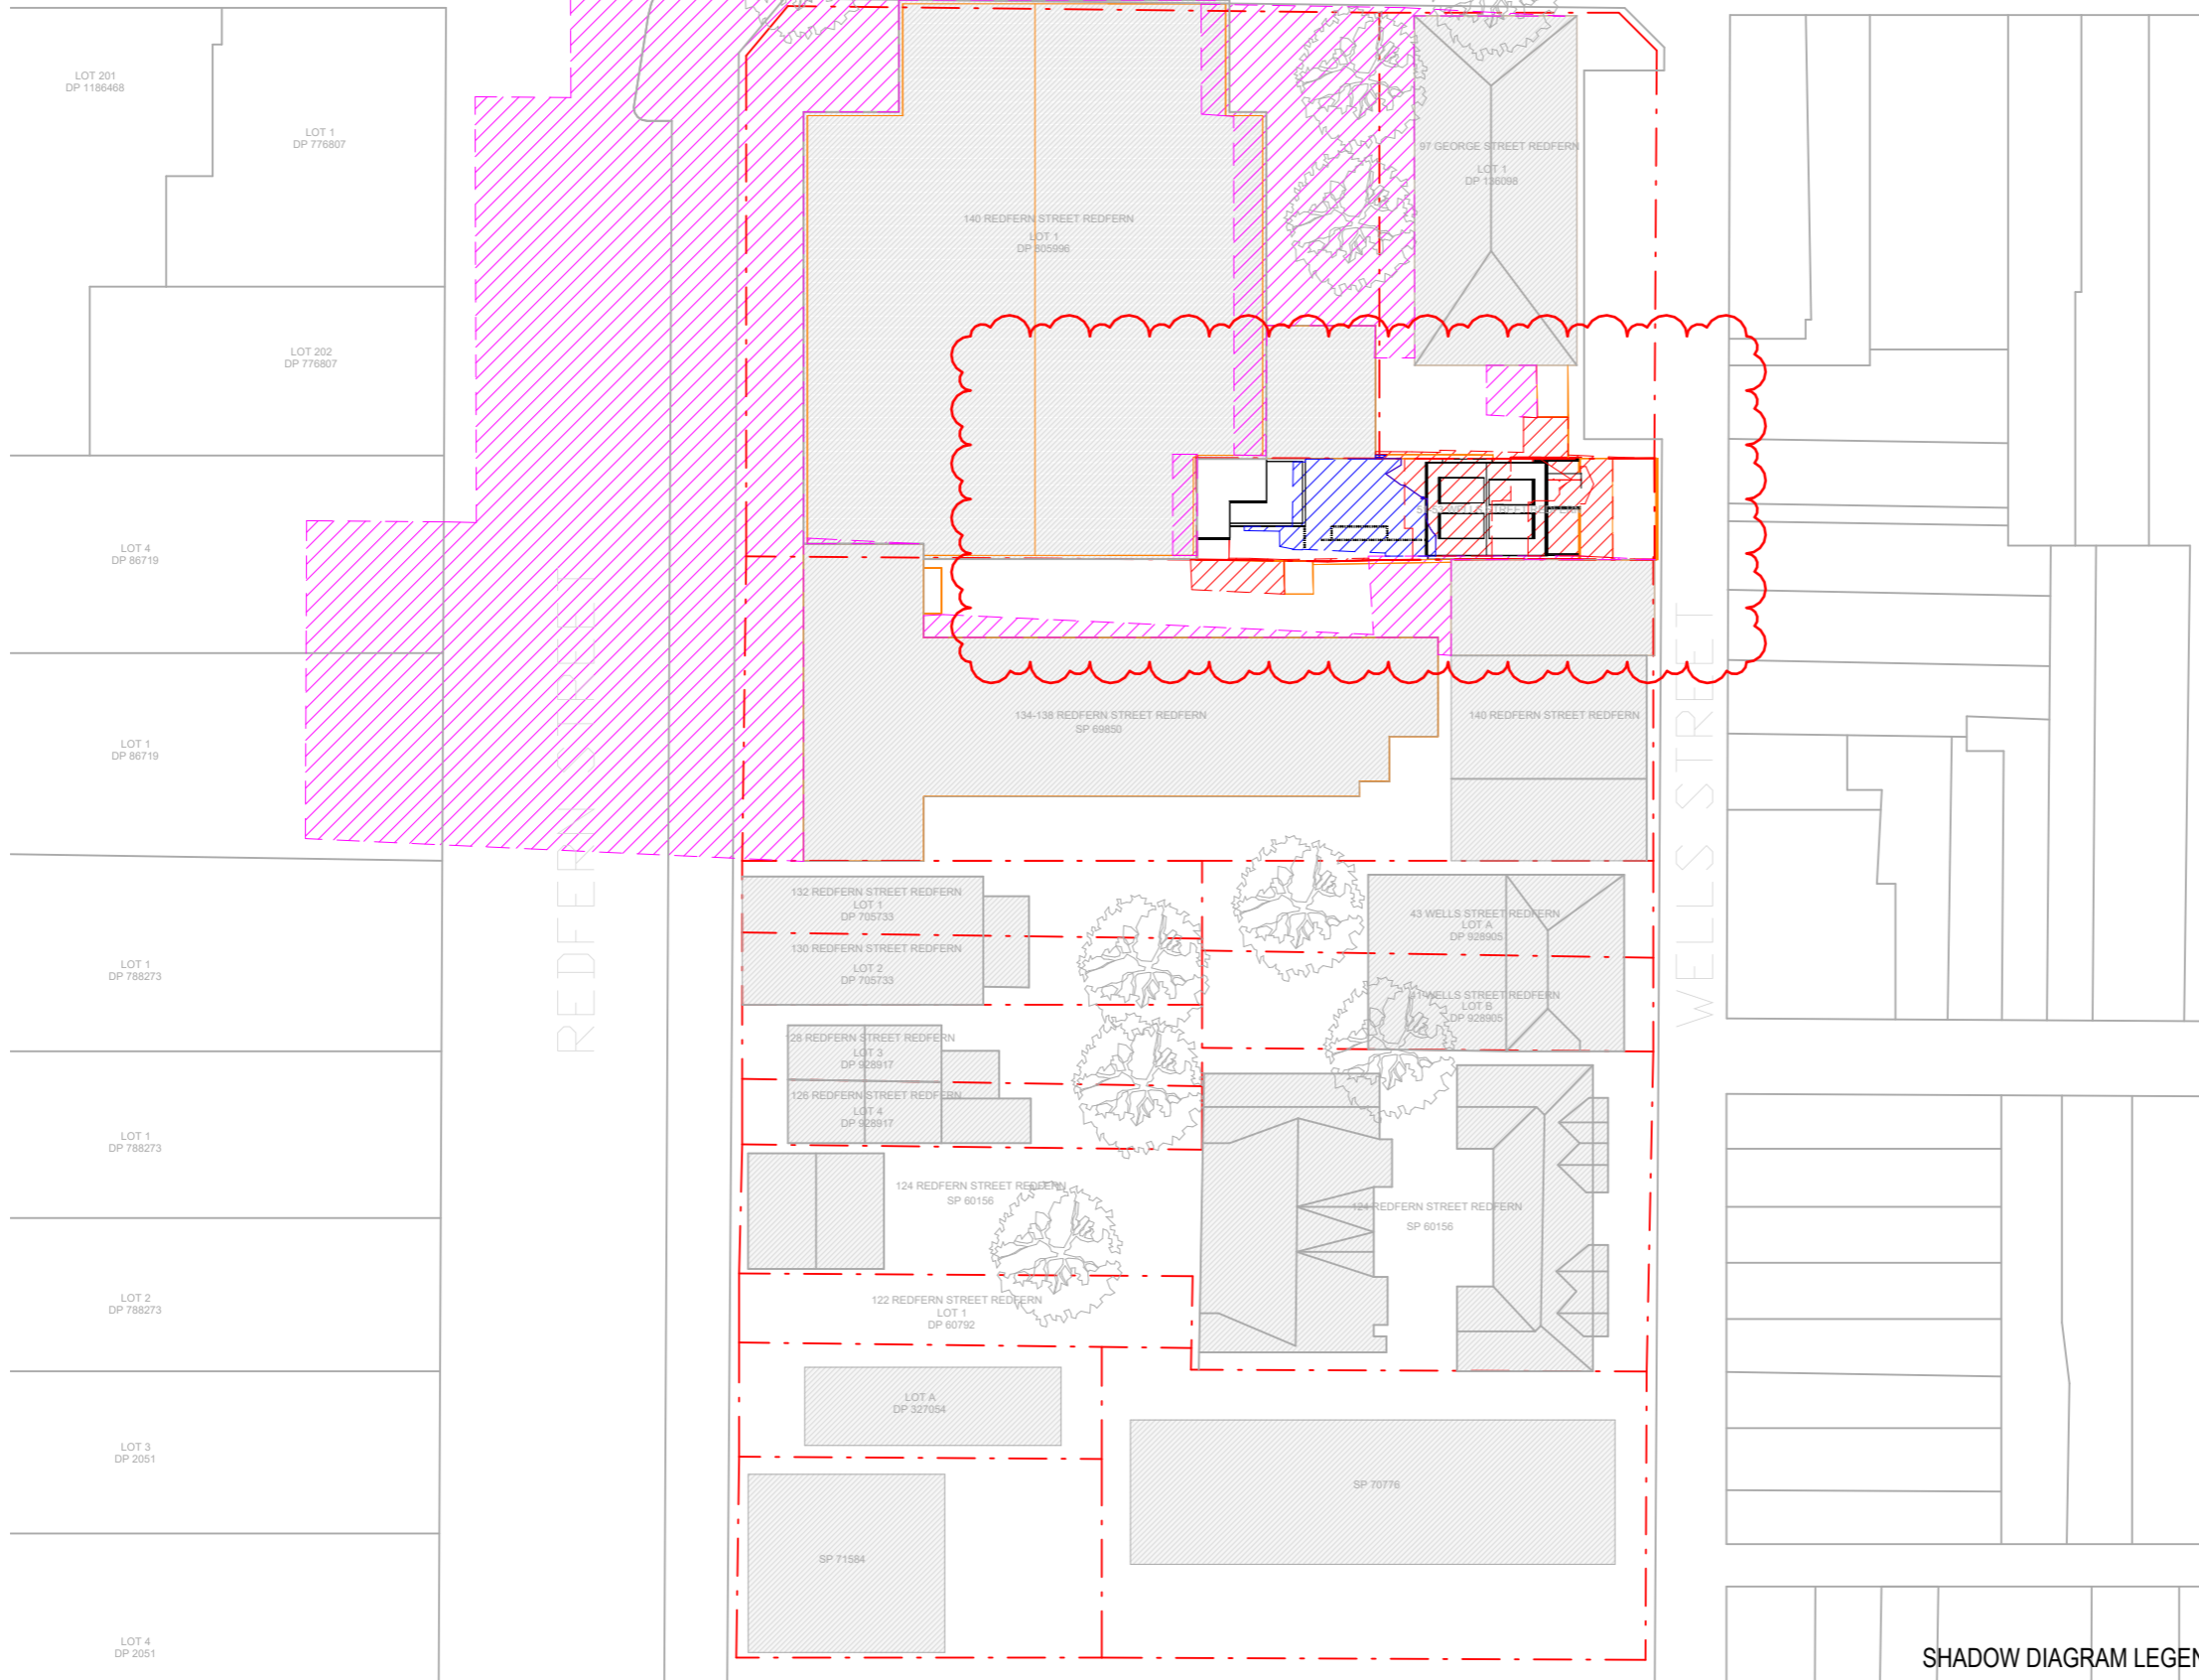 LOT 201
DP 1186468
LOT 1
DP 776807
LOT 202
DP 776807
LOT 4
DP 86719
LOT 1
DP 86719
LOT 1
DP 788273
LOT 1
DP 788273
LOT 2
DP 788273
LOT 3
DP 2051
LOT 4
DP 2051
140 REDFERN STREET REDFERN
LOT 1
DP 805996
97 GEORGE STREET REDFERN
LOT 1
DP 136098
WELLS STREET
134-138 REDFERN STREET REDFERN
SP 69850
140 REDFERN STREET REDFERN
132 REDFERN STREET REDFERN
LOT 1
DP 705733
130 REDFERN STREET REDFERN
LOT 2
DP 705733
43 WELLS STREET REDFERN
LOT A
DP 928905
41 WELLS STREET REDFERN
LOT B
DP 928905
128 REDFERN STREET REDFERN
LOT 3
DP 928917
126 REDFERN STREET REDFERN
LOT 4
DP 928917
124 REDFERN STREET REDFERN
SP 60156
124 REDFERN STREET REDFERN
SP 60156
122 REDFERN STREET REDFERN
LOT 1
DP 60792
LOT A
DP 327054
SP 70776
SP 71584
SHADOW DIAGRAM LEGEN